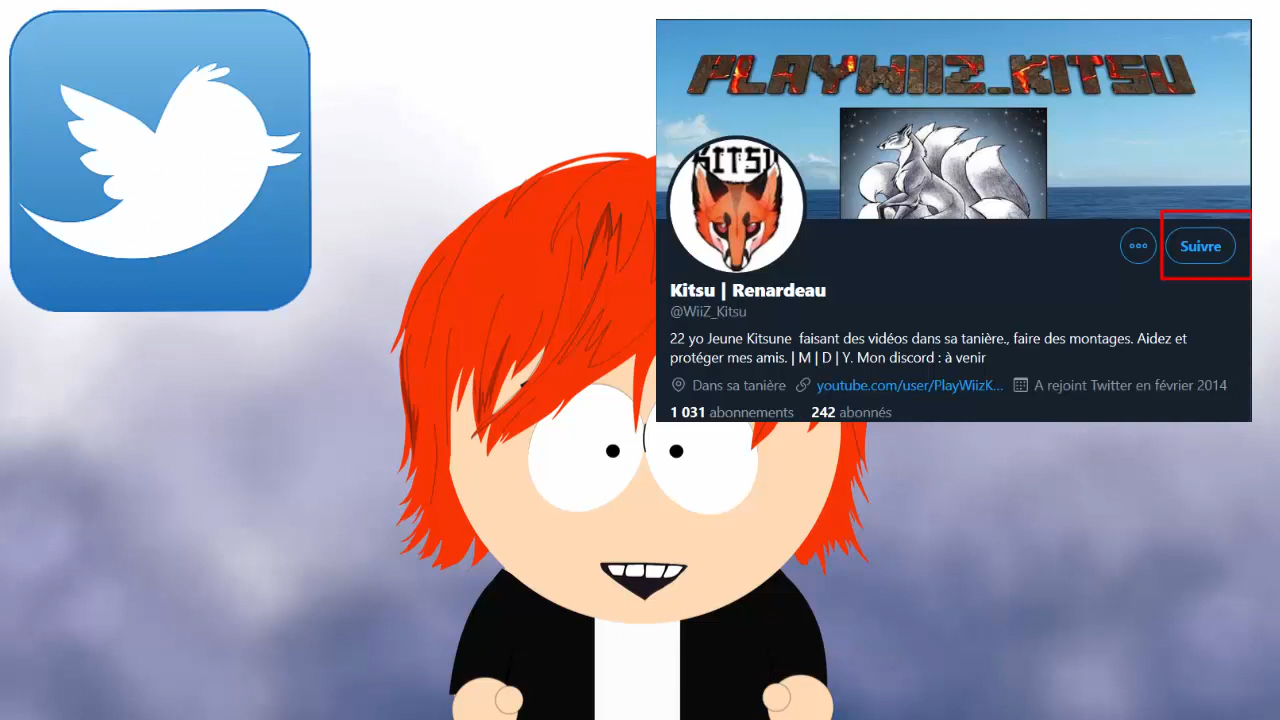 PLAYWIIZ_KITSU
KITSU
Suivre
Kitsu | Renardeau
@WiiZ_Kitsu
22 yo Jeune Kitsune faisant des vidéos dans sa tanière., faire des montages. Aidez et
protéger mes amis. | M | D | Y. Mon discord : à venir
Dans sa tanière youtube.com/user/PlayWiizK... A rejoint Twitter en février 2014
1 031 abonnements 242 abonnés